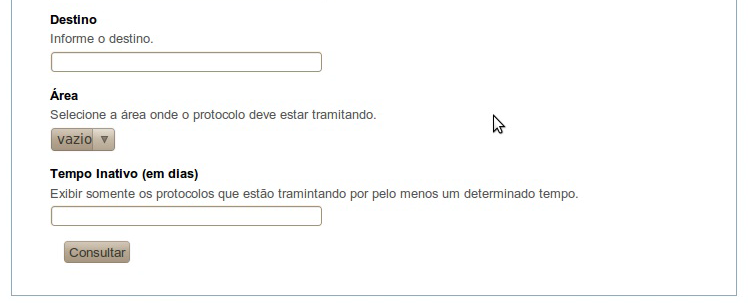 Destino
Informe o destino.
Área
Selecione a área onde o protocolo deve estar tramitando.
vazio
Tempo Inativo (em dias)
Exibir somente os protocolos que estão tramintando por pelo menos um determinado tempo.
Consultar